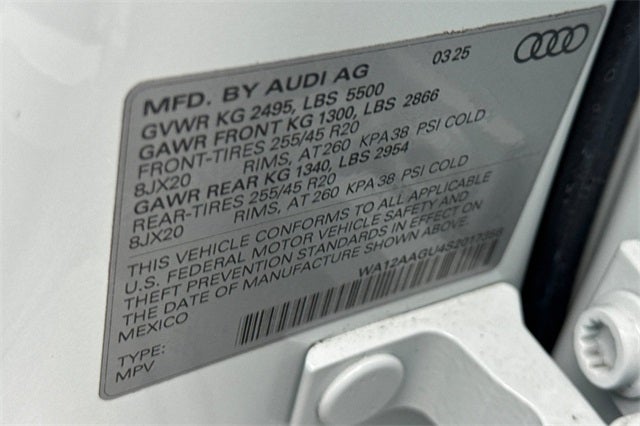 03 25
MFD. BY AUDI AG
GVWR KG 2495, LBS 5500
GAWR FRONT KG 1300, LBS 2866
FRONT-TIRES 255/45 R20
8JX20 RIMS, AT 260 KPA 38 PSI COLD
GAWR REAR KG 1340, LBS 2954
REAR-TIRES 255/45 R20
8JX20 RIMS, AT 260 KPA 38 PSI COLD
THIS VEHICLE CONFORMS TO ALL APPLICABLE
U.S. FEDERAL MOTOR VEHICLE SAFETY AND
THEFT PREVENTION STANDARDS IN EFFECT ON
THE DATE OF MANUFACTURE SHOWN ABOVE.
MEXICO
TYPE:
MPV